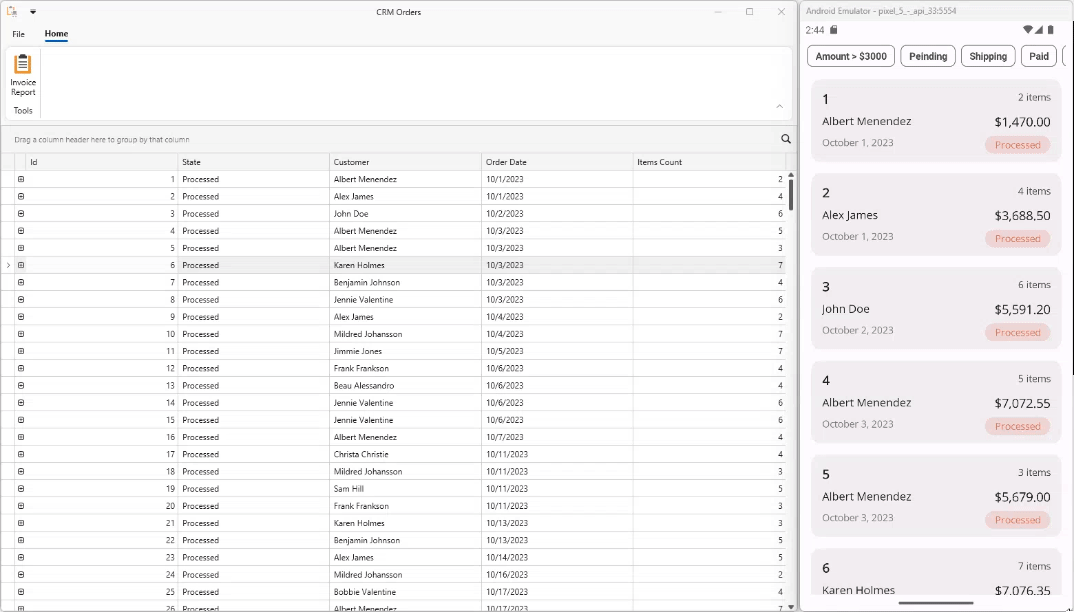 CRM Orders
File Home
Invoice
Report
Tools
Drag a column header here to group by that column
Id State Customer Order Date Items Count
1 Processed Albert Menendez 10/1/2023 2
2 Processed Alex James 10/1/2023 4
3 Processed John Doe 10/2/2023 6
4 Processed Albert Menendez 10/3/2023 5
5 Processed Albert Menendez 10/3/2023 3
6 Processed Karen Holmes 10/3/2023 7
7 Processed Benjamin Johnson 10/3/2023 4
8 Processed Jennie Valentine 10/3/2023 6
9 Processed Alex James 10/4/2023 2
10 Processed Mildred Johansson 10/4/2023 7
11 Processed Jimmie Jones 10/5/2023 7
12 Processed Frank Frankson 10/6/2023 4
13 Processed Beau Alessandro 10/6/2023 4
14 Processed Jennie Valentine 10/6/2023 6
15 Processed Jennie Valentine 10/6/2023 6
16 Processed Albert Menendez 10/7/2023 4
17 Processed Christa Christie 10/11/2023 4
18 Processed Mildred Johansson 10/11/2023 3
19 Processed Sam Hill 10/11/2023 5
20 Processed Frank Frankson 10/11/2023 3
21 Processed Karen Holmes 10/13/2023 3
22 Processed Benjamin Johnson 10/13/2023 5
23 Processed Alex James 10/14/2023 5
24 Processed Mildred Johansson 10/16/2023 2
25 Processed Bobbie Valentine 10/17/2023 4
26 Processed Albert Menendez 10/17/2023 7
Android Emulator - pixel_5_-_api_33:5554
2:44
Amount > $3000 Peinding Shipping Paid
1 2 items
Albert Menendez $1,470.00
October 1, 2023 Processed
2 4 items
Alex James $3,688.50
October 1, 2023 Processed
3 6 items
John Doe $5,591.20
October 2, 2023 Processed
4 5 items
Albert Menendez $7,072.55
October 3, 2023 Processed
5 3 items
Albert Menendez $5,679.00
October 3, 2023 Processed
6 7 items
Karen Holmes $7,076.35